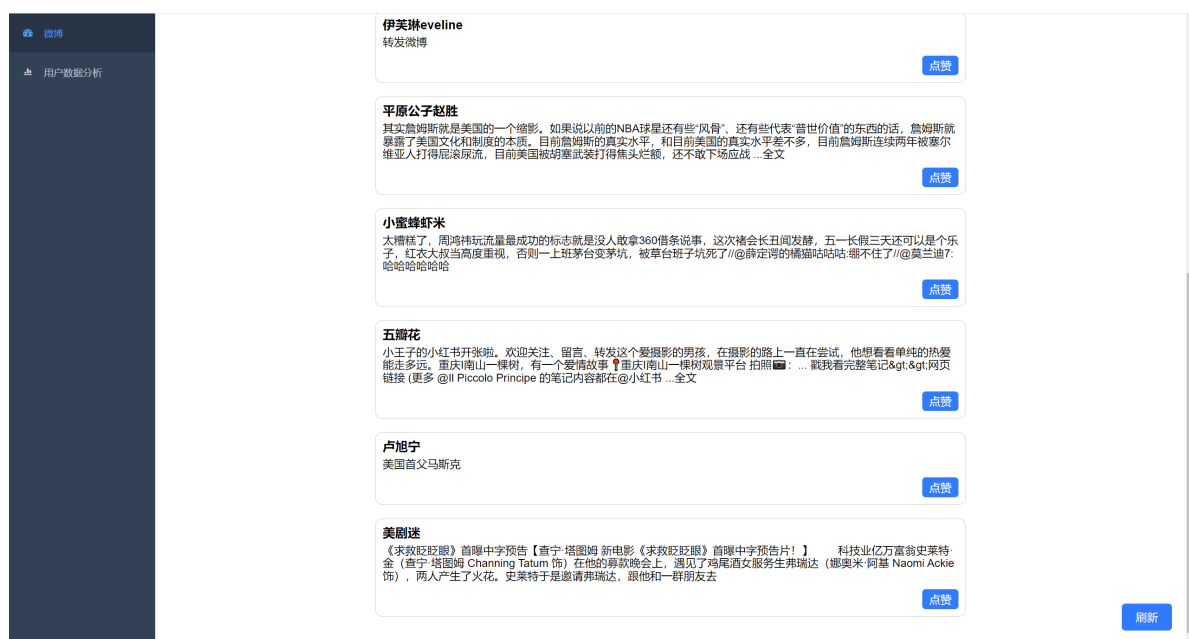 微博
用户数据分析
伊芙琳eveline
转发微博
点赞
平原公子赵胜
其实詹姆斯就是美国的一个缩影。如果说以前的NBA球星还有些“风骨”、还有些代表“普世价值”的东西的话，詹姆斯就
暴露了美国文化和制度的本质。目前詹姆斯的真实水平，和目前美国的真实水平差不多，目前詹姆斯连续两年被塞尔
维亚人打得屁滚尿流，目前美国被胡塞武装打得焦头烂额，还不敢下场应战 ...全文
点赞
小蜜蜂虾米
太糟糕了，周鸿祎玩流量最成功的标志就是没人敢拿360借条说事，这次褚会长丑闻发酵，五一长假三天还可以是个乐
子，红衣大叔当高度重视，否则一上班茅台变茅坑，被草台班子坑死了//@薛定谔的橘猫咕咕咕:绷不住了//@莫兰迪7:
哈哈哈哈哈哈
点赞
五瓣花
小王子的小红书开张啦。欢迎关注、留言、转发这个爱摄影的男孩，在摄影的路上一直在尝试，他想看看单纯的热爱
能走多远。重庆I南山一棵树，有一个爱情故事📍重庆I南山一棵树观景平台 拍照📷：... 戳我看完整笔记&gt;&gt;网页
链接 (更多 @Il Piccolo Principe 的笔记内容都在@小红书 ...全文
点赞
卢旭宁
美国首父马斯克
点赞
美剧迷
《求救眨眨眼》首曝中字预告【查宁·塔图姆 新电影《求救眨眨眼》首曝中字预告片！】 科技业亿万富翁史莱特·
金（查宁·塔图姆 Channing Tatum 饰）在他的募款晚会上，遇见了鸡尾酒女服务生弗瑞达（娜奥米·阿基 Naomi Ackie
饰），两人产生了火花。史莱特于是邀请弗瑞达，跟他和一群朋友去
点赞
刷新